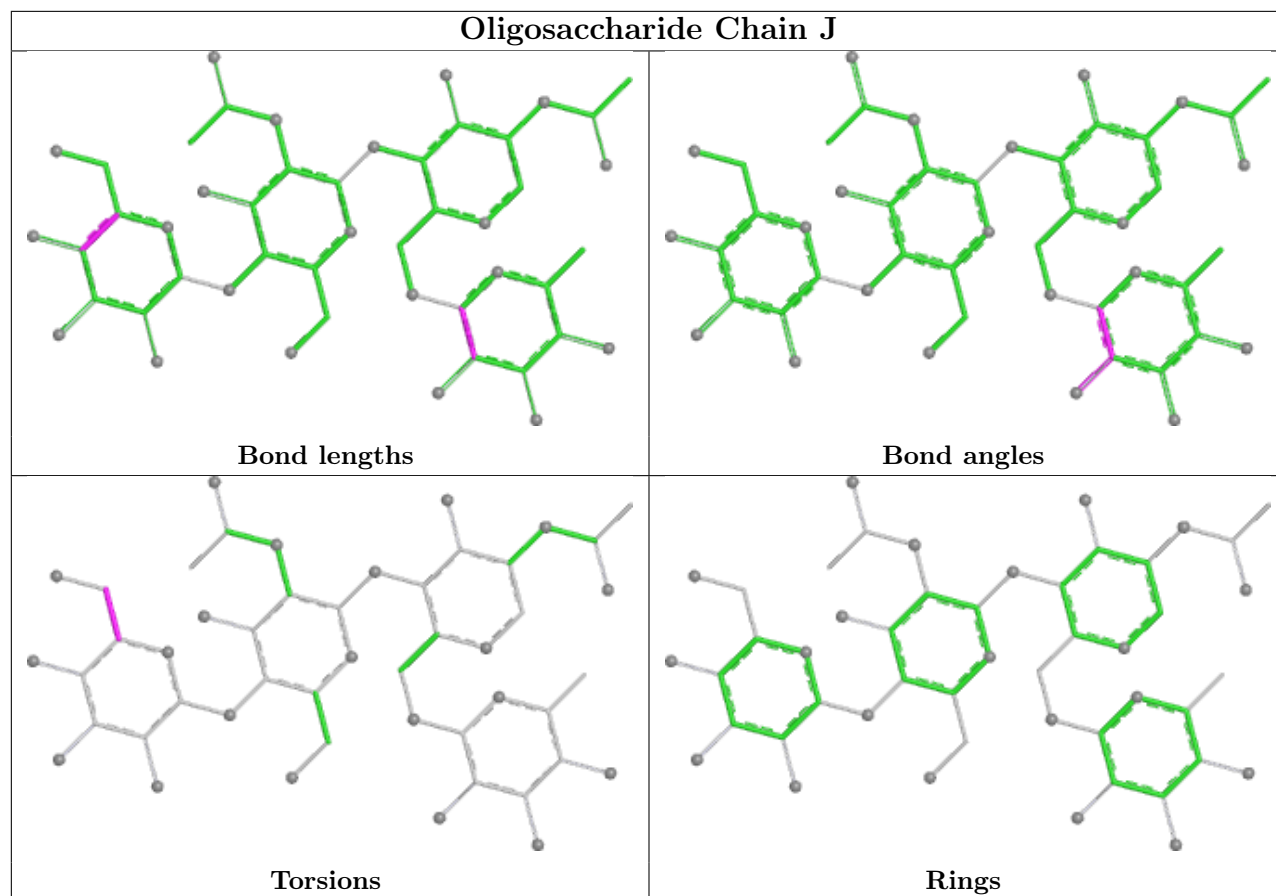 Oligosaccharide Chain J
Bond lengths
Bond angles
Torsions
Rings